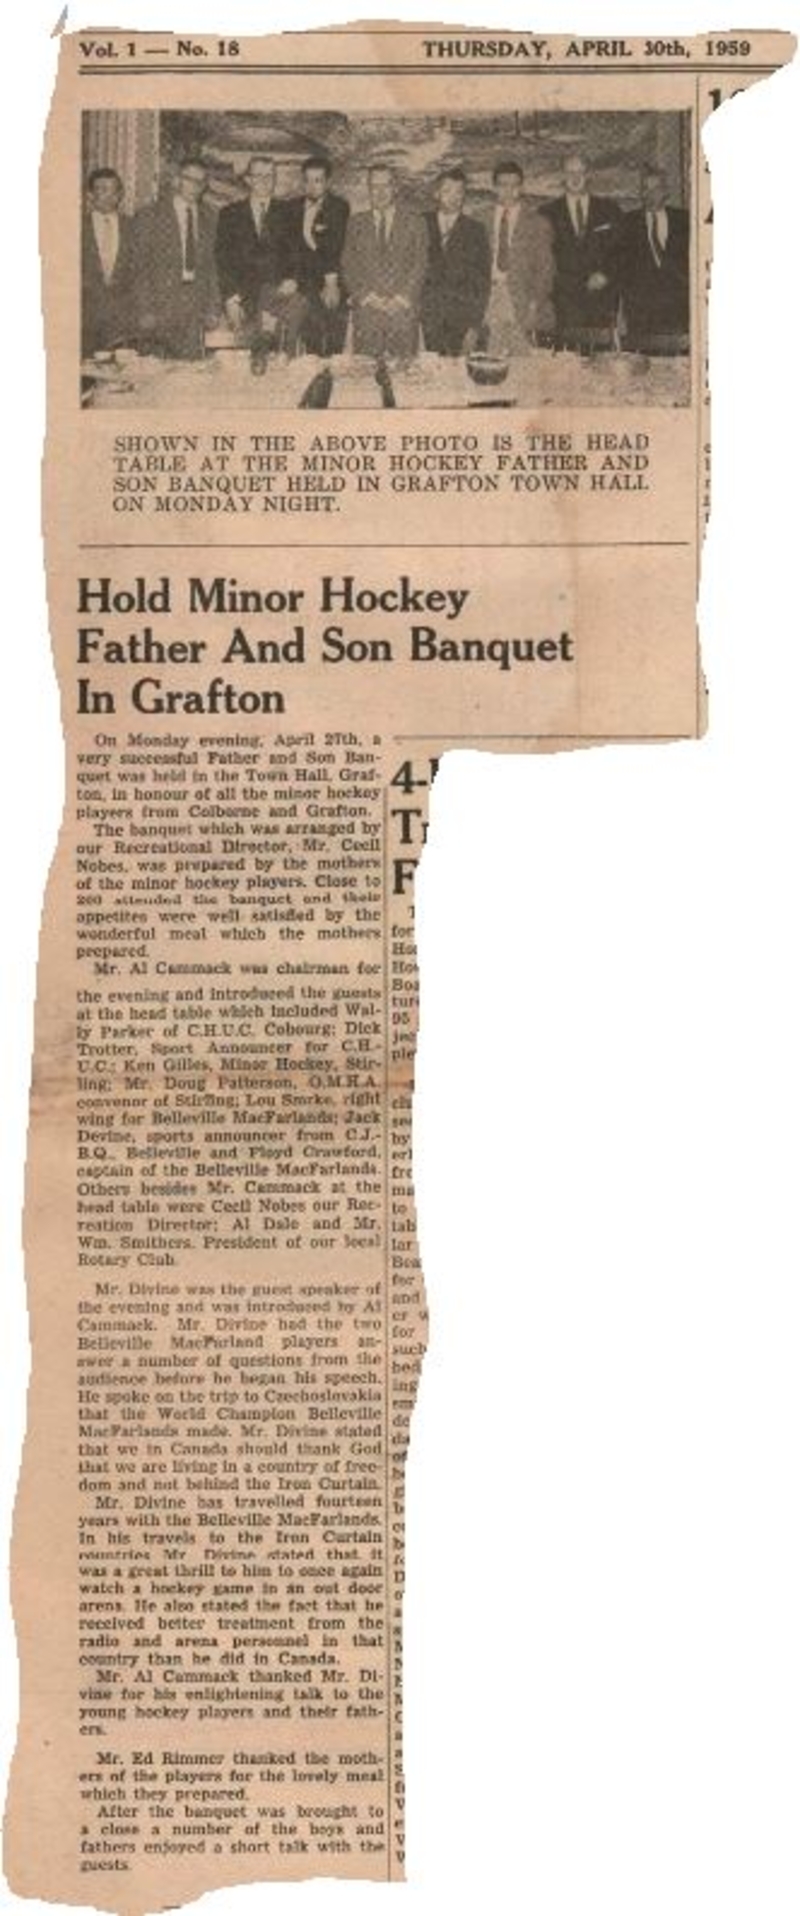 Vol. 1 — No. 18 THURSDAY, APRIL 30th, 1959
SHOWN IN THE ABOVE PHOTO IS THE HEAD
TABLE AT THE MINOR HOCKEY FATHER AND
SON BANQUET HELD IN GRAFTON TOWN HALL
ON MONDAY NIGHT.
Hold Minor Hockey
Father And Son Banquet
In Grafton
On Monday evening, April 27th, a
very successful Father and Son Ban-
quet was held in the Town Hall, Graf-
ton, in honour of all the minor hockey
players from Colborne and Grafton.
The banquet which was arranged by
our Recreational Director, Mr. Cecil
Nobes, was prepared by the mothers
of the minor hockey players. Close to
200 attended the banquet and their
appetites were well satisfied by the
wonderful meal which the mothers
prepared.
Mr. Al Cammack was chairman for
the evening and introduced the guests
at the head table which included Wal-
ly Parker of C.H.U.C. Cobourg; Dick
Trotter, Sport Announcer for C.H.-
U.C.; Ken Gilles, Minor Hockey, Stir-
ling; Mr. Doug Patterson, O.M.H.A.
convenor of Stirling; Lou Smrke, right
wing for Belleville MacFarlands; Jack
Devine, sports announcer from C.J.-
B.Q., Belleville and Floyd Crawford,
captain of the Belleville MacFarlands.
Others besides Mr. Cammack at the
head table were Cecil Nobes our Rec-
reation Director; Al Dale and Mr.
Wm. Smithers, President of our local
Rotary Club.
Mr. Divine was the guest speaker of
the evening and was introduced by Al
Cammack. Mr. Divine had the two
Belleville MacFarland players an-
swer a number of questions from the
audience before he began his speech.
He spoke on the trip to Czechoslovakia
that the World Champion Belleville
MacFarlands made. Mr. Divine stated
that we in Canada should thank God
that we are living in a country of free-
dom and not behind the Iron Curtain.
Mr. Divine has travelled fourteen
years with the Belleville MacFarlands.
In his travels to the Iron Curtain
countries Mr. Divine stated that it
was a great thrill to him to once again
watch a hockey game in an out door
arena. He also stated the fact that he
received better treatment from the
radio and arena personnel in that
country than he did in Canada.
Mr. Al Cammack thanked Mr. Di-
vine for his enlightening talk to the
young hockey players and their fath-
ers.
Mr. Ed Rimmer thanked the moth-
ers of the players for the lovely meal
which they prepared.
After the banquet was brought to
a close a number of the boys and
fathers enjoyed a short talk with the
guests.